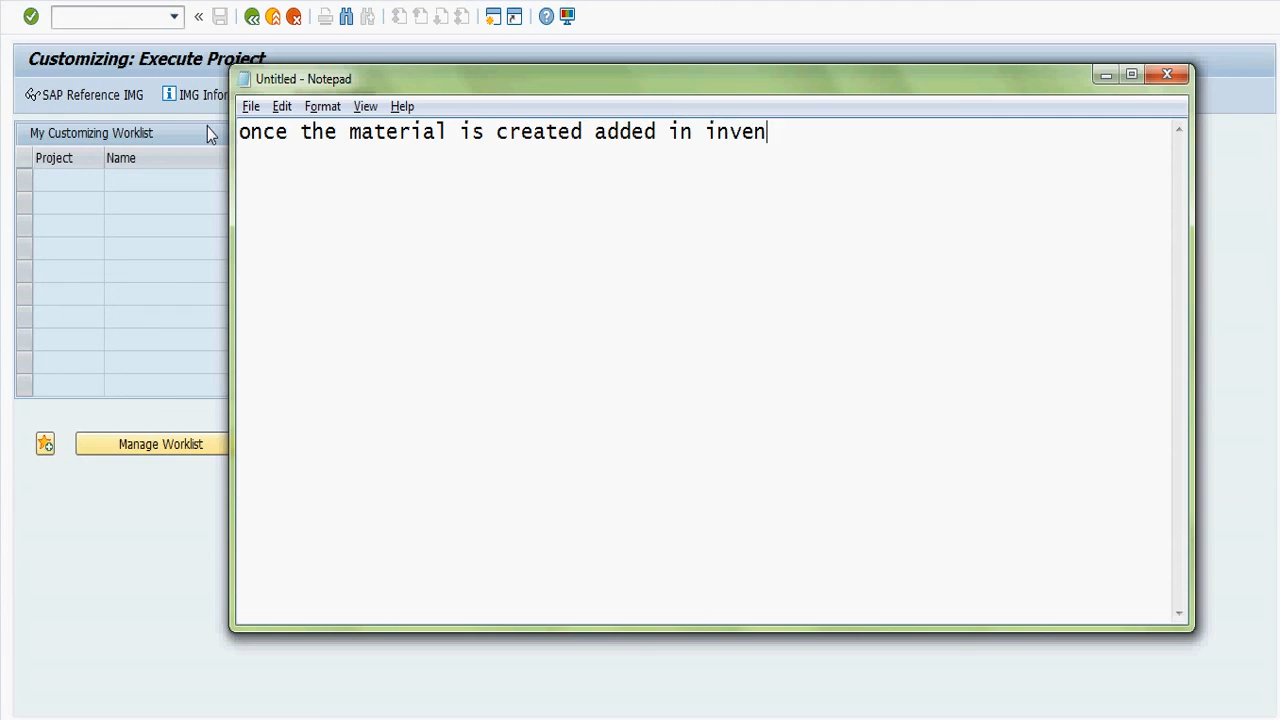 Customizing: Execute Project
Untitled - Notepad
SAP Reference IMG
IMG Infor
File Edit Format View Help
My Customizing Worklist
once the material is created added in inven
Project Name
Manage Worklist